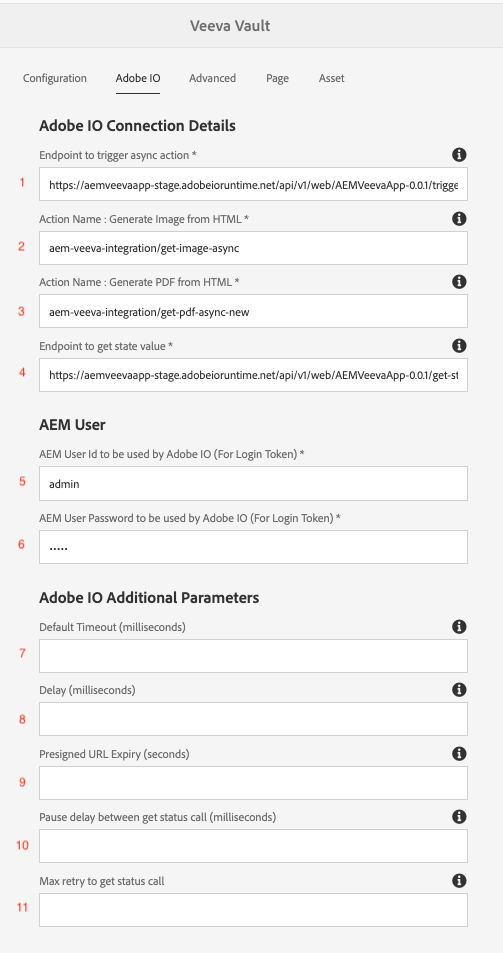 Veeva Vault
Configuration Adobe IO Advanced Page Asset
Adobe IO Connection Details
Endpoint to trigger async action *
1 https://aemveevaapp-stage.adobeioruntime.net/api/v1/web/AEMVeevaApp-0.0.1/trigge
Action Name : Generate Image from HTML *
2 aem-veeva-integration/get-image-async
Action Name : Generate PDF from HTML *
3 aem-veeva-integration/get-pdf-async-new
Endpoint to get state value *
4 https://aemveevaapp-stage.adobeioruntime.net/api/v1/web/AEMVeevaApp-0.0.1/get-st
AEM User
AEM User Id to be used by Adobe IO (For Login Token) *
5 admin
AEM User Password to be used by Adobe IO (For Login Token) *
6 •••••
Adobe IO Additional Parameters
Default Timeout (milliseconds)
7
Delay (milliseconds)
8
Presigned URL Expiry (seconds)
9
Pause delay between get status call (milliseconds)
10
Max retry to get status call
11